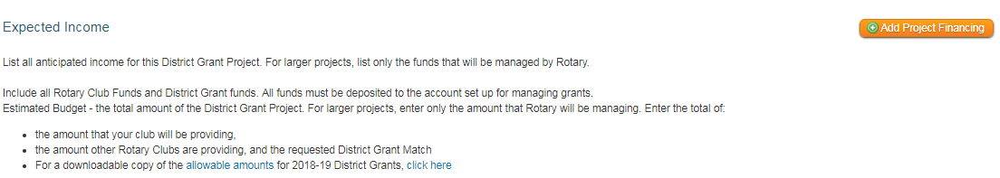 Expected Income
Add Project Financing
List all anticipated income for this District Grant Project. For larger projects, list only the funds that will be managed by Rotary.
Include all Rotary Club Funds and District Grant funds. All funds must be deposited to the account set up for managing grants.
Estimated Budget - the total amount of the District Grant Project. For larger projects, enter only the amount that Rotary will be managing. Enter the total of:
• the amount that your club will be providing,
• the amount other Rotary Clubs are providing, and the requested District Grant Match
• For a downloadable copy of the allowable amounts for 2018-19 District Grants, click here